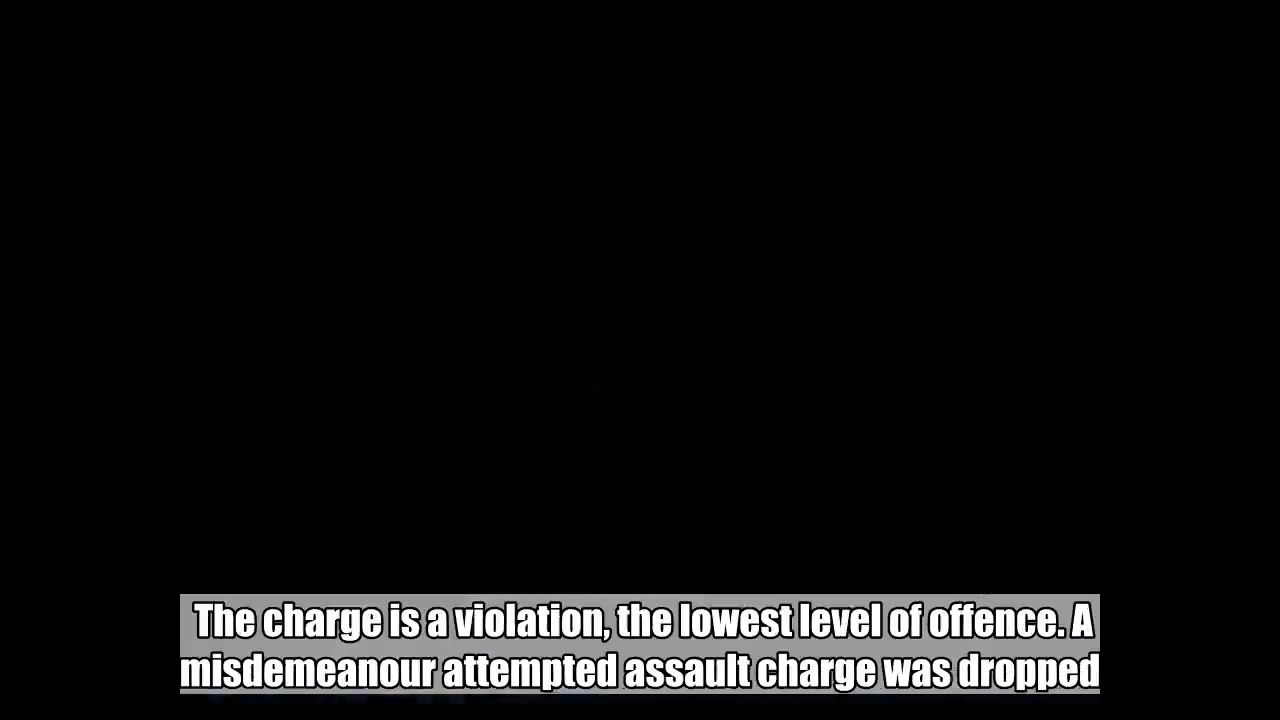 The charge is a violation, the lowest level of offence. A
misdemeanour attempted assault charge was dropped